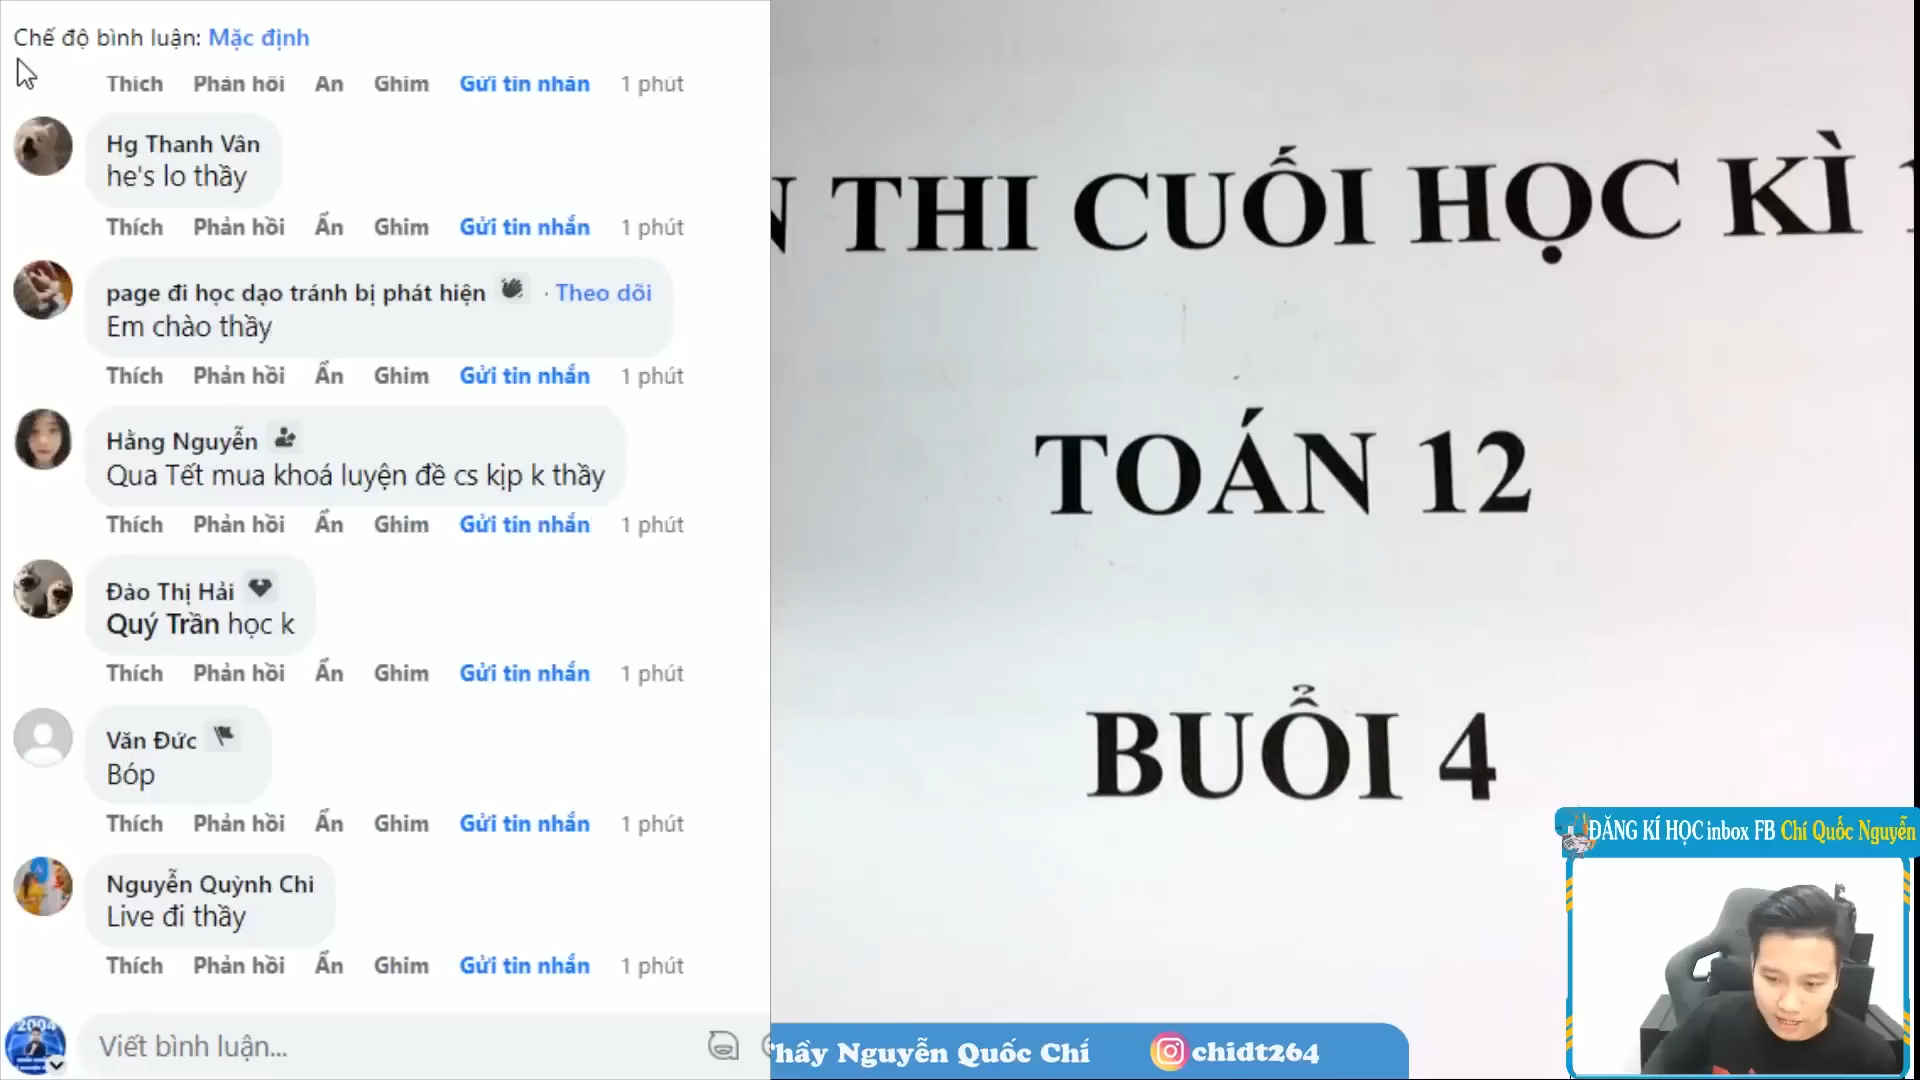 Chế độ bình luận: Mặc định
Thích Phản hồi Ẩn Ghim Gửi tin nhắn 1 phút
Hg Thanh Vân
he's lo thầy
Thích Phản hồi Ẩn Ghim Gửi tin nhắn 1 phút
page đi học dạo tránh bị phát hiện · Theo dõi
Em chào thầy
Thích Phản hồi Ẩn Ghim Gửi tin nhắn 1 phút
Hằng Nguyễn
Qua Tết mua khoá luyện đề cs kịp k thầy
Thích Phản hồi Ẩn Ghim Gửi tin nhắn 1 phút
Đào Thị Hải
Quý Trần học k
Thích Phản hồi Ẩn Ghim Gửi tin nhắn 1 phút
Văn Đức
Bóp
Thích Phản hồi Ẩn Ghim Gửi tin nhắn 1 phút
Nguyễn Quỳnh Chi
Live đi thầy
Thích Phản hồi Ẩn Ghim Gửi tin nhắn 1 phút
2004
Viết bình luận...
THI CUỐI HỌC KÌ
TOÁN 12
BUỔI 4
ĐĂNG KÍ HỌC inbox FB Chí Quốc Nguyễn
Thầy Nguyễn Quốc Chí chidt264